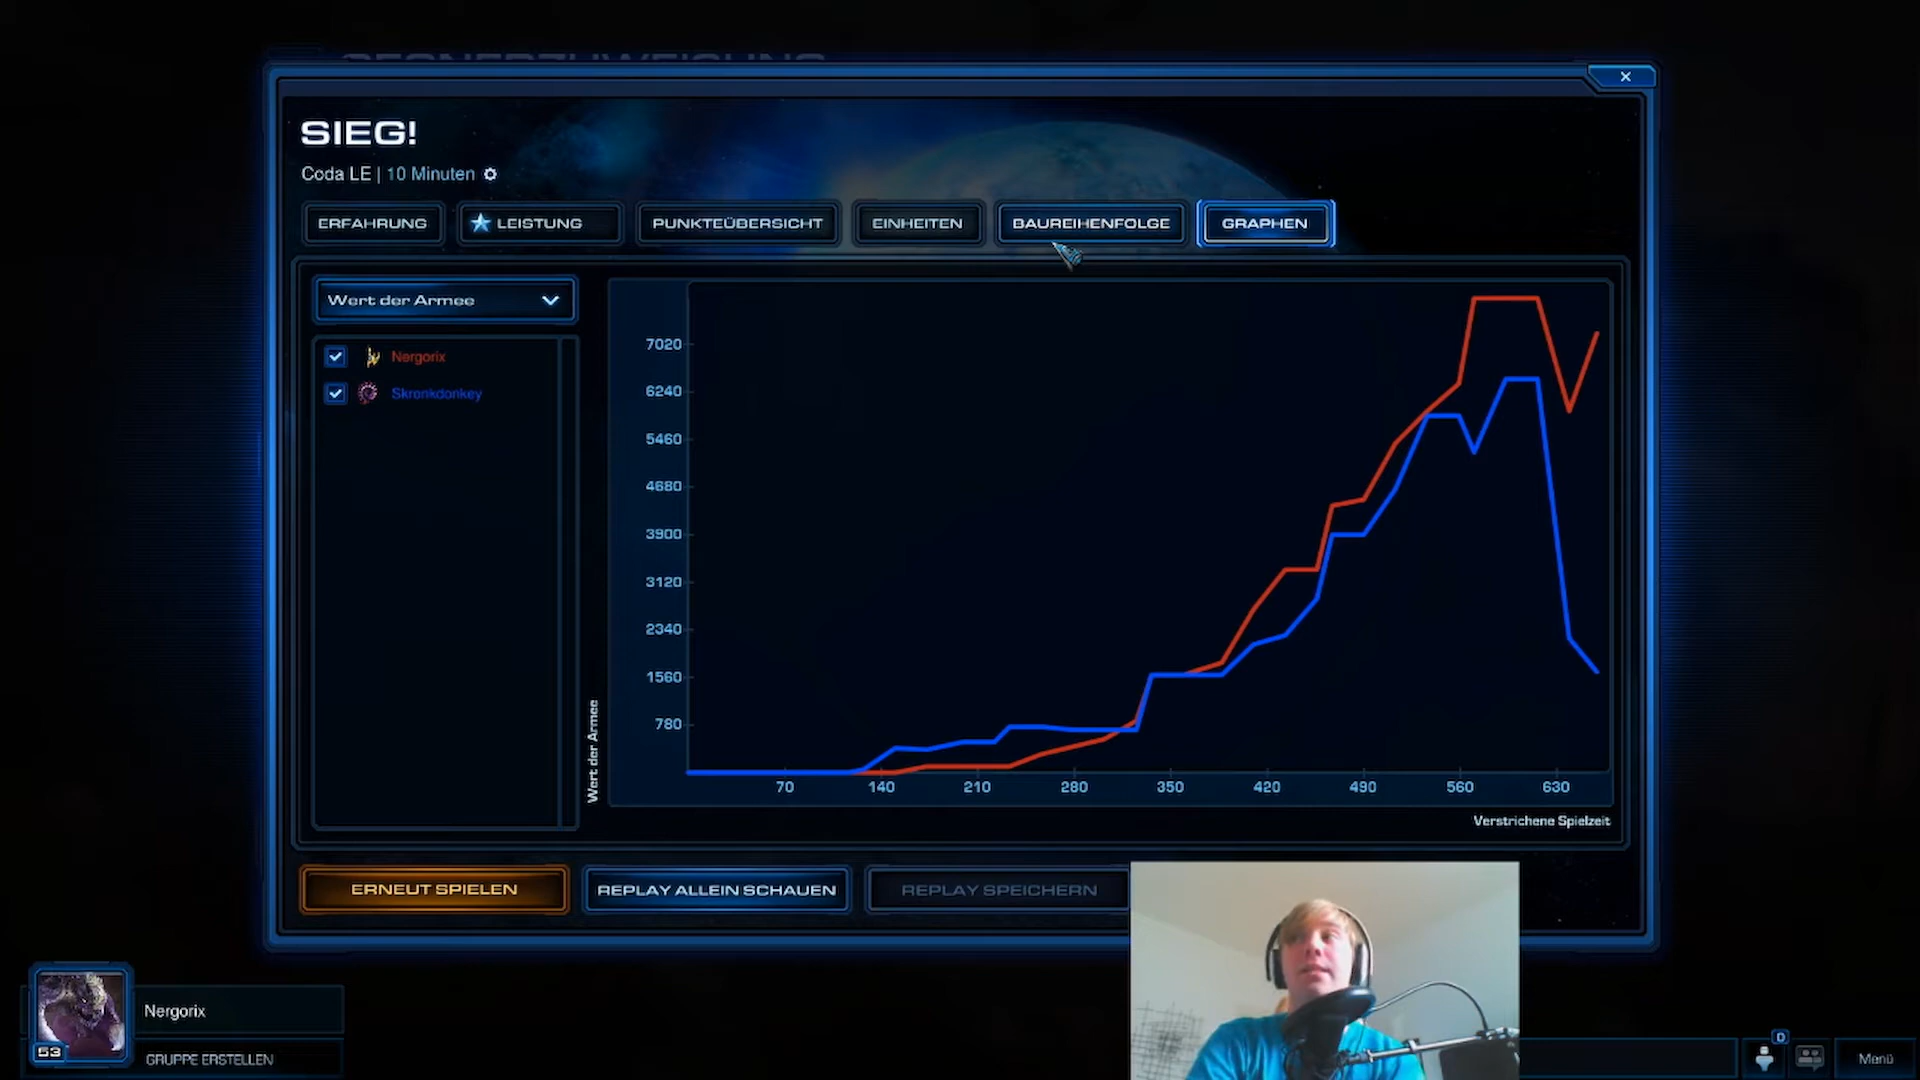 SIEG!
Coda LE | 10 Minuten
ERFAHRUNG
LEISTUNG
PUNKTEÜBERSICHT
EINHEITEN
BAUREIHENFOLGE
GRAPHEN
Wert der Armee
Nergorix
Skronkdonkey
7020
6240
5460
4680
3900
3120
2340
1560
780
Wert der Armee
70
140
210
280
350
420
490
560
630
Verstrichene Spielzeit
ERNEUT SPIELEN
REPLAY ALLEIN SCHAUEN
REPLAY SPEICHERN
Nergorix
53
GRUPPE ERSTELLEN
D
Menü